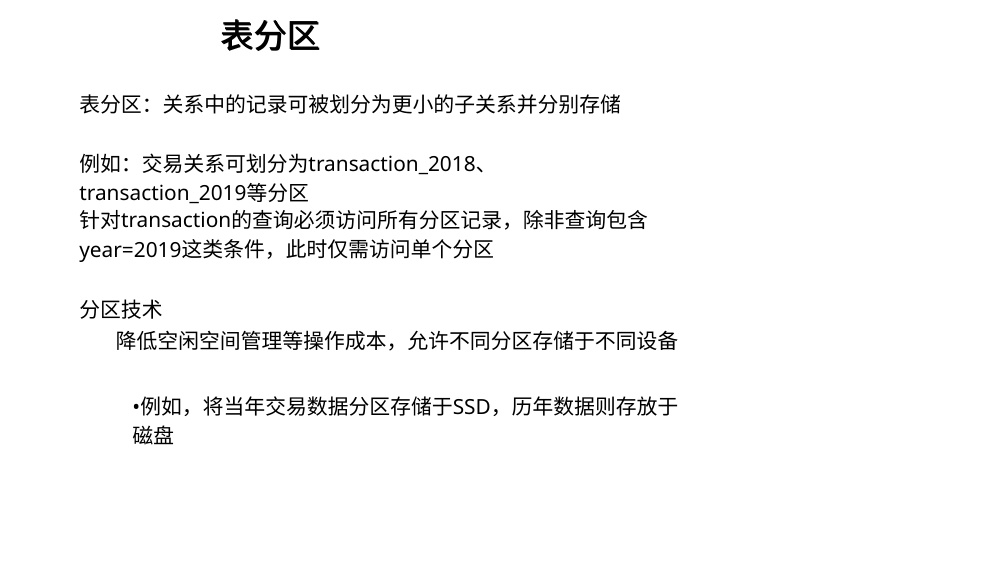 表分区
表分区：关系中的记录可被划分为更小的子关系并分别存储
例如：交易关系可划分为transaction_2018、
transaction_2019等分区
针对transaction的查询必须访问所有分区记录，除非查询包含
year=2019这类条件，此时仅需访问单个分区
分区技术
降低空闲空间管理等操作成本，允许不同分区存储于不同设备
•例如，将当年交易数据分区存储于SSD，历年数据则存放于
磁盘